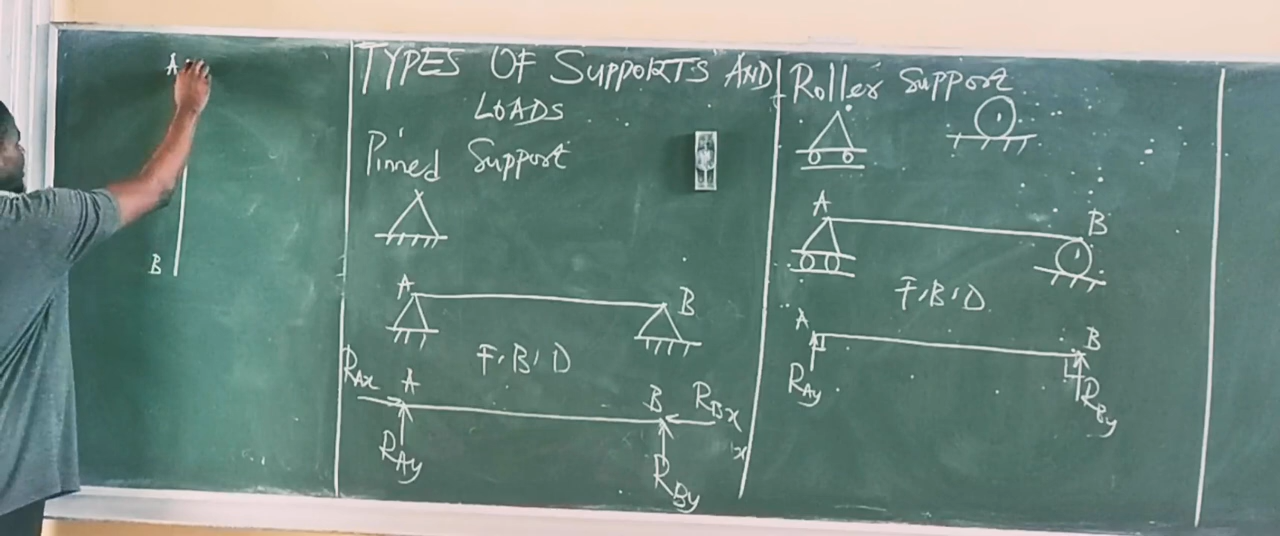 A
B
TYPES OF SUPPORTS AND
LOADS
Pinned Support
A
B
F.B.D
RAx
A
B
RBx
x
RAy
RBy
Roller Support
A
B
F.B.D
A
B
RAy
RBy